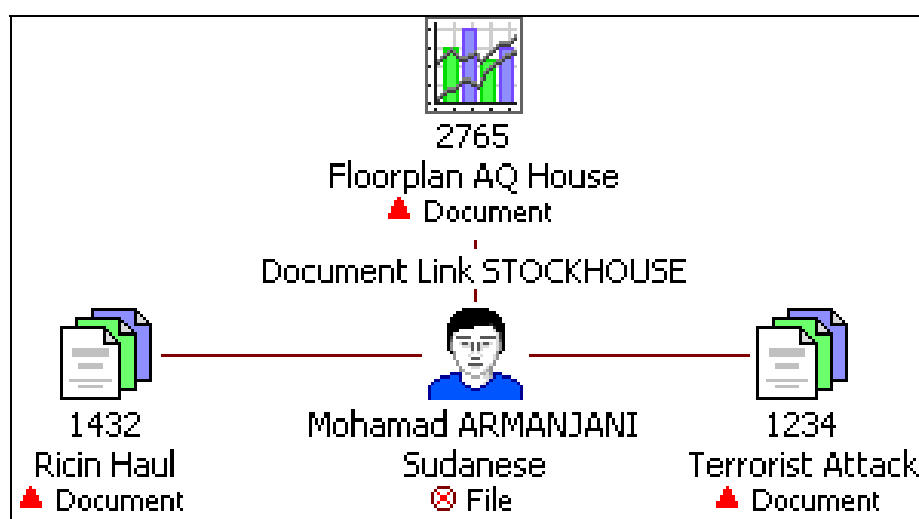 2765
Floorplan AQ House
Document
Document Link STOCKHOUSE
1432
Ricin Haul
Document
Mohamad ARMANJANI
Sudanese
File
1234
Terrorist Attack
Document